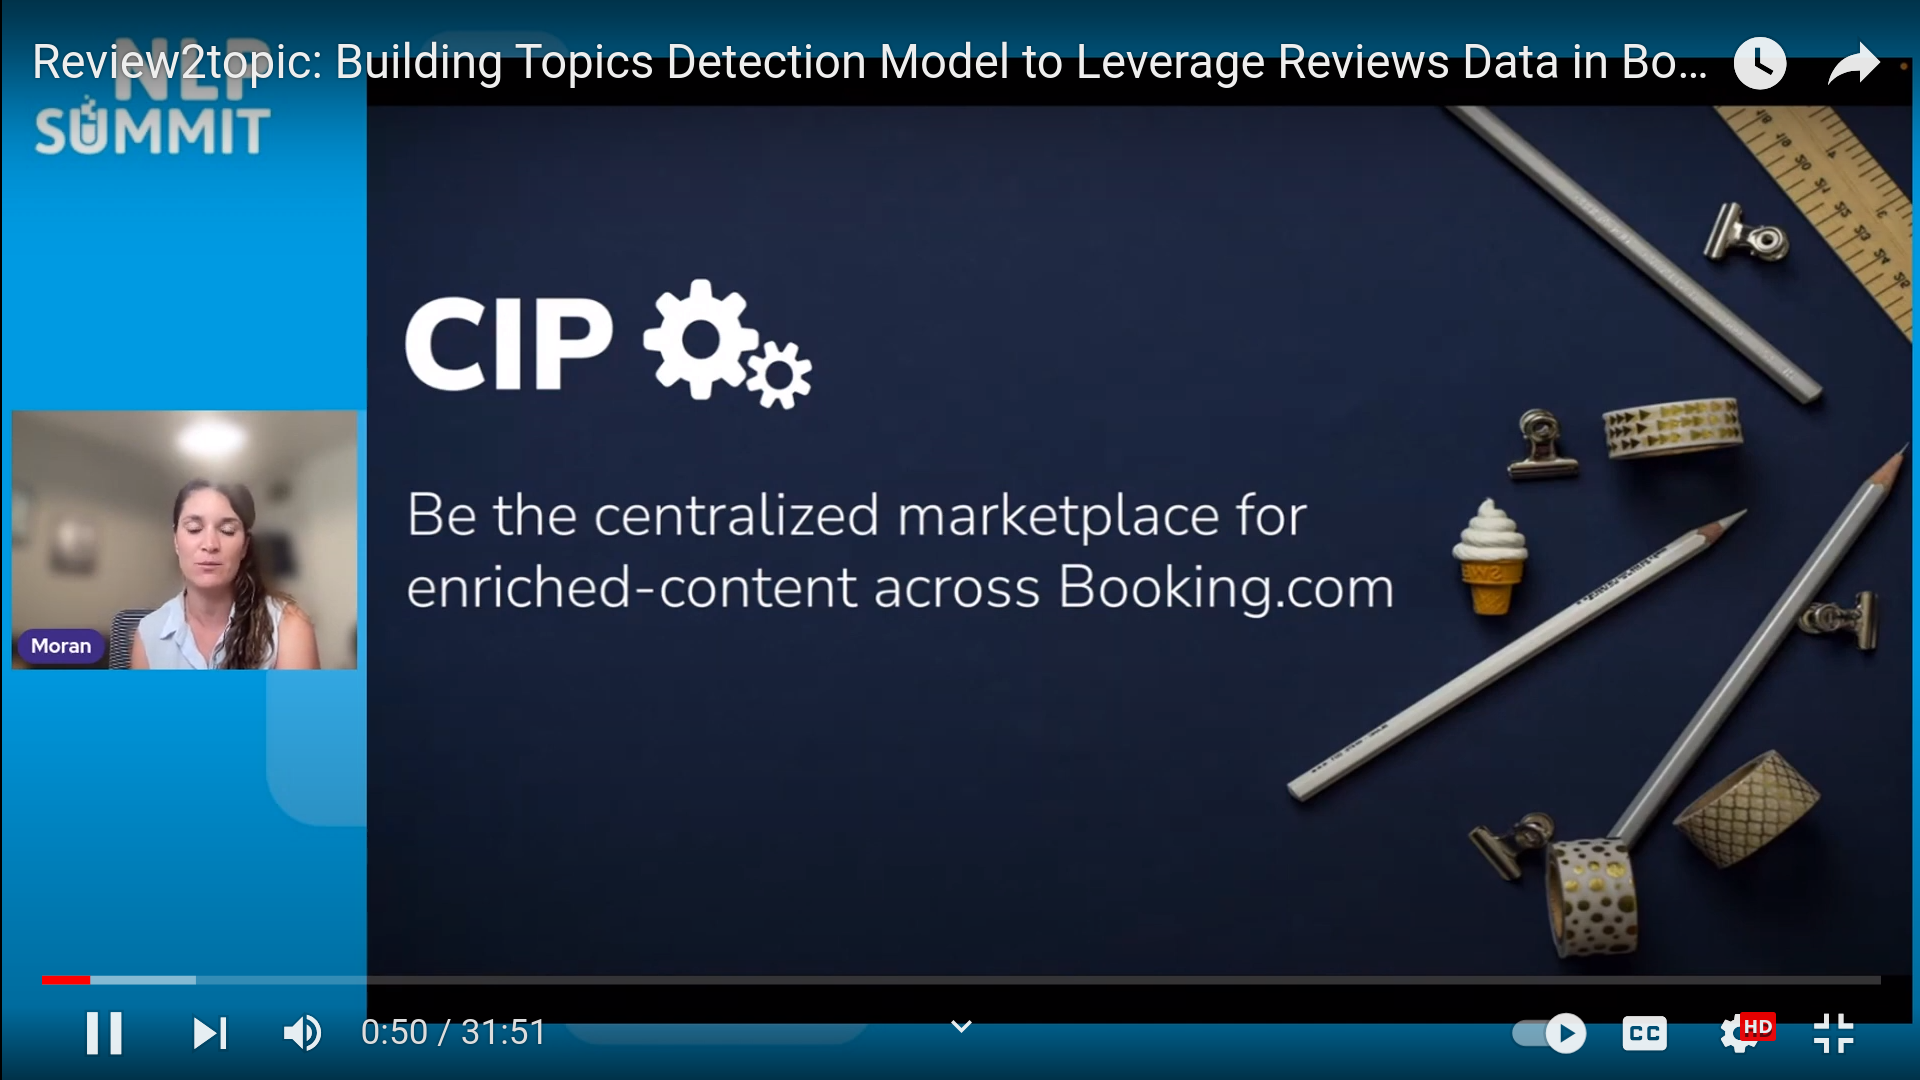 Review2topic: Building Topics Detection Model to Leverage Reviews Data in Bo...
NLP
SUMMIT
CIP
Be the centralized marketplace for
enriched-content across Booking.com
Moran
0:50 / 31:51
CC
HD